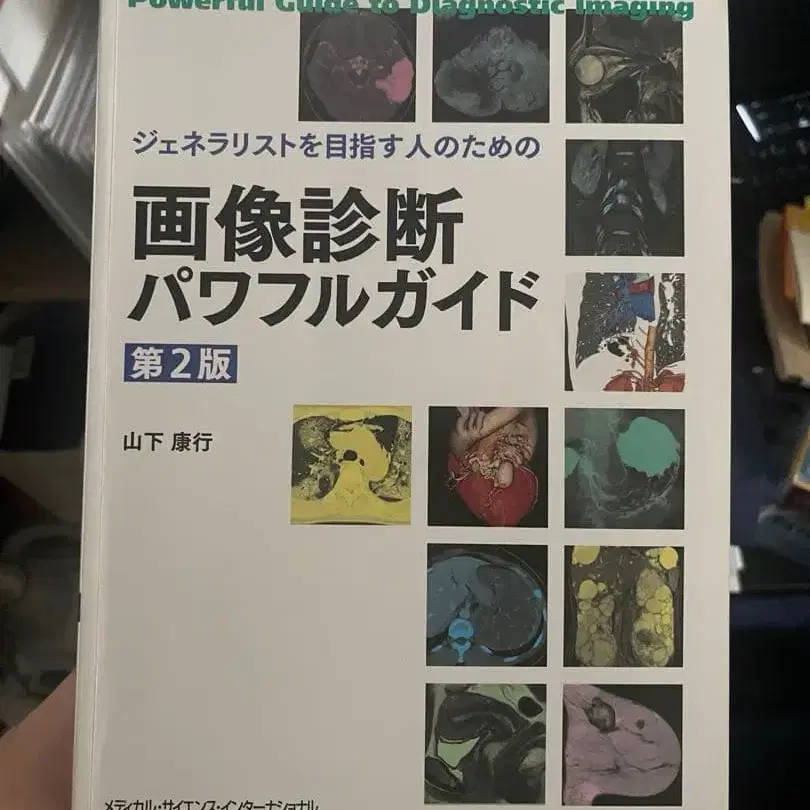 Powerful Guide to Diagnostic Imaging
ジェネラリストを目指す人のための
画像診断
パワフルガイド
第2版
山下 康行
メディカル・サイエンス・インターナショナル